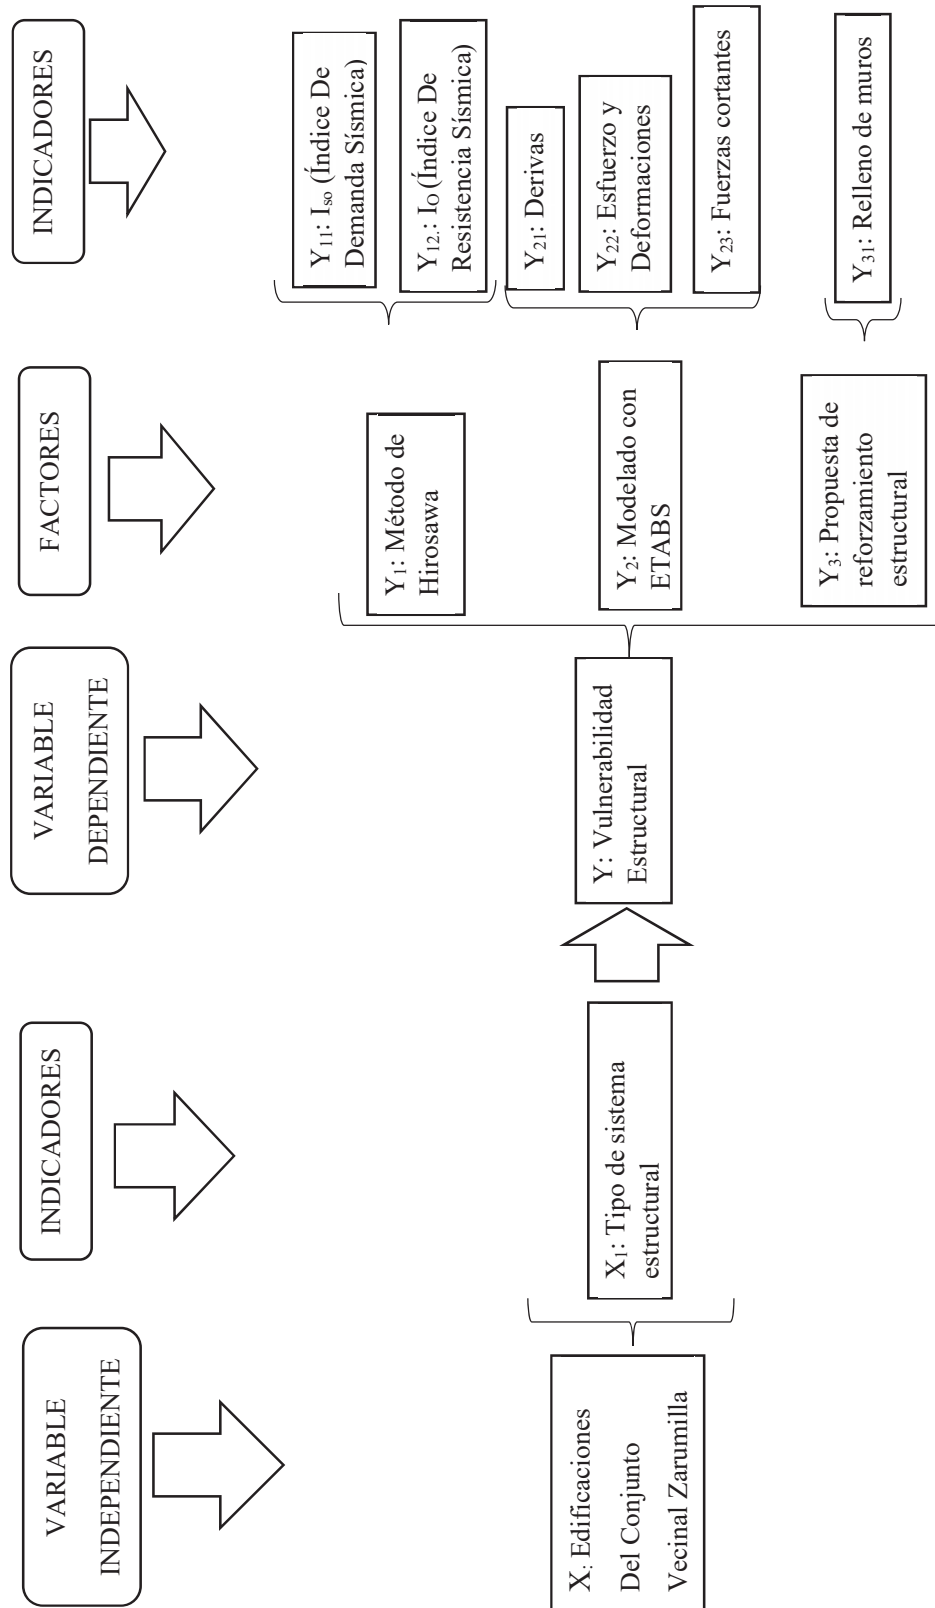 VARIABLE
INDEPENDIENTE
INDICADORES
VARIABLE
DEPENDIENTE
FACTORES
INDICADORES
X: Edificaciones
Del Conjunto
Vecinal Zarumilla
X₁: Tipo de sistema
estructural
Y: Vulnerabilidad
Estructural
Y₁: Método de
Hirosawa
Y₂: Modelado con
ETABS
Y₃: Propuesta de
reforzamiento
estructural
Y₁₁: Iₛₒ (Índice De
Demanda Sísmica)
Y₁₂.: I₀ (Índice De
Resistencia Sísmica)
Y₂₁: Derivas
Y₂₂: Esfuerzo y
Deformaciones
Y₂₃: Fuerzas cortantes
Y₃₁: Relleno de muros